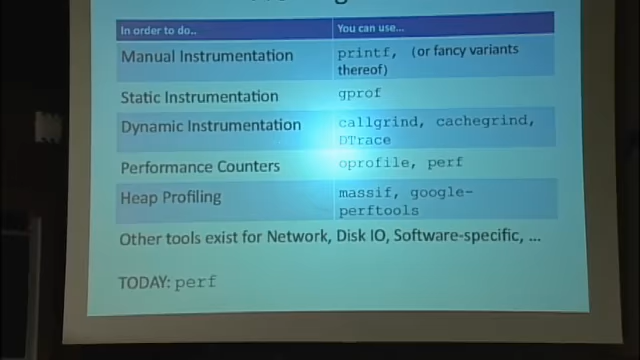 In order to do.. You can use...
Manual Instrumentation printf, (or fancy variants
thereof)
Static Instrumentation gprof
Dynamic Instrumentation callgrind, cachegrind,
DTrace
Performance Counters oprofile, perf
Heap Profiling massif, google-
perftools
Other tools exist for Network, Disk IO, Software-specific, ...
TODAY: perf